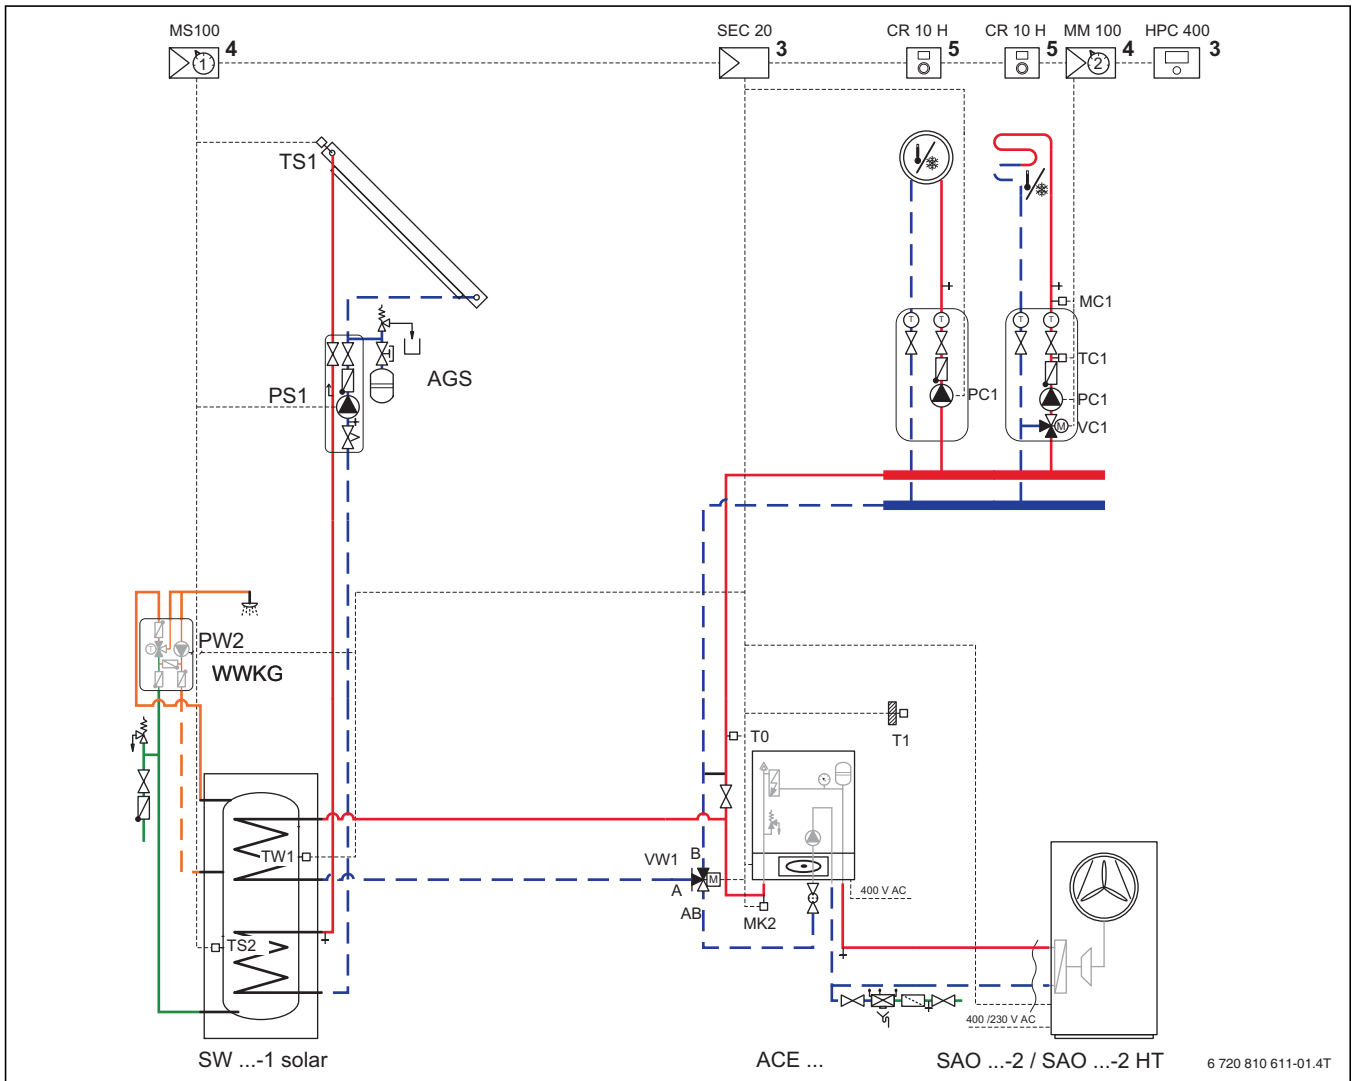 MS100 SEC 20 CR 10 H CR 10 H MM 100 HPC 400
4 3 5 5 4 3
1 2
TS1
MC1
T T T T
TC1
AGS
PS1
PC1 PC1
M VC1
PW2
T
WWKG
T0 T1
TW1
VW1 B
M
A
400 V AC
AB
MK2
TS2
400 /230 V AC
SW ...-1 solar ACE ... SAO ...-2 / SAO ...-2 HT 6 720 810 611-01.4T